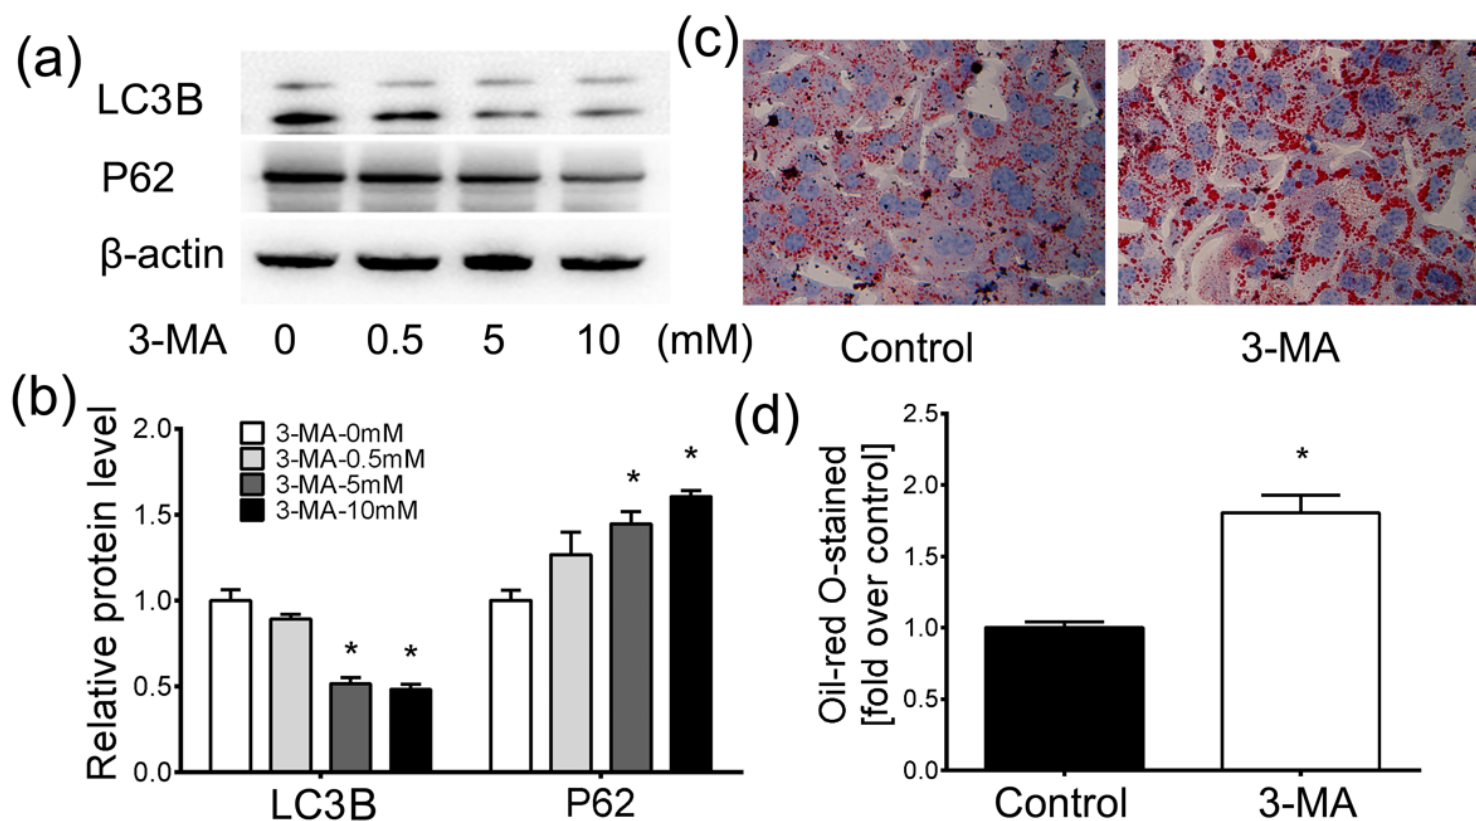 (a)
LC3B
P62
β-actin
3-MA 0 0.5 5 10 (mM)
(c)
Control 3-MA
(b)
Relative protein level
2.0
1.5
1.0
0.5
0.0
3-MA-0mM
3-MA-0.5mM
3-MA-5mM
3-MA-10mM
* *
* *
LC3B P62
(d)
Oil-red O-stained
[fold over control]
2.5
2.0
1.5
1.0
0.5
0.0
*
Control 3-MA